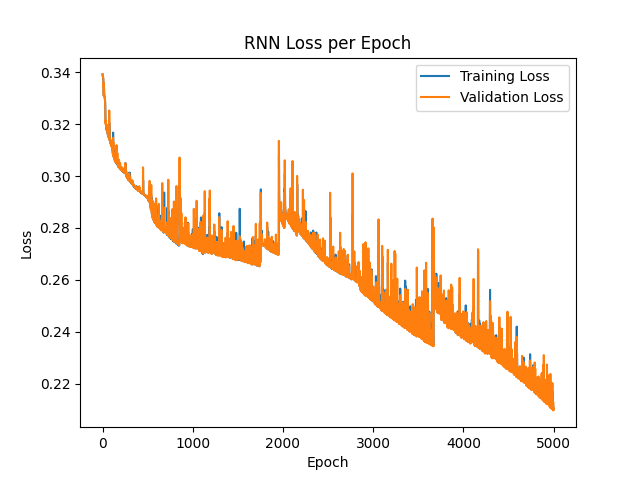 RNN Loss per Epoch
Training Loss
Validation Loss
Loss
0.34
0.32
0.30
0.28
0.26
0.24
0.22
0 1000 2000 3000 4000 5000
Epoch